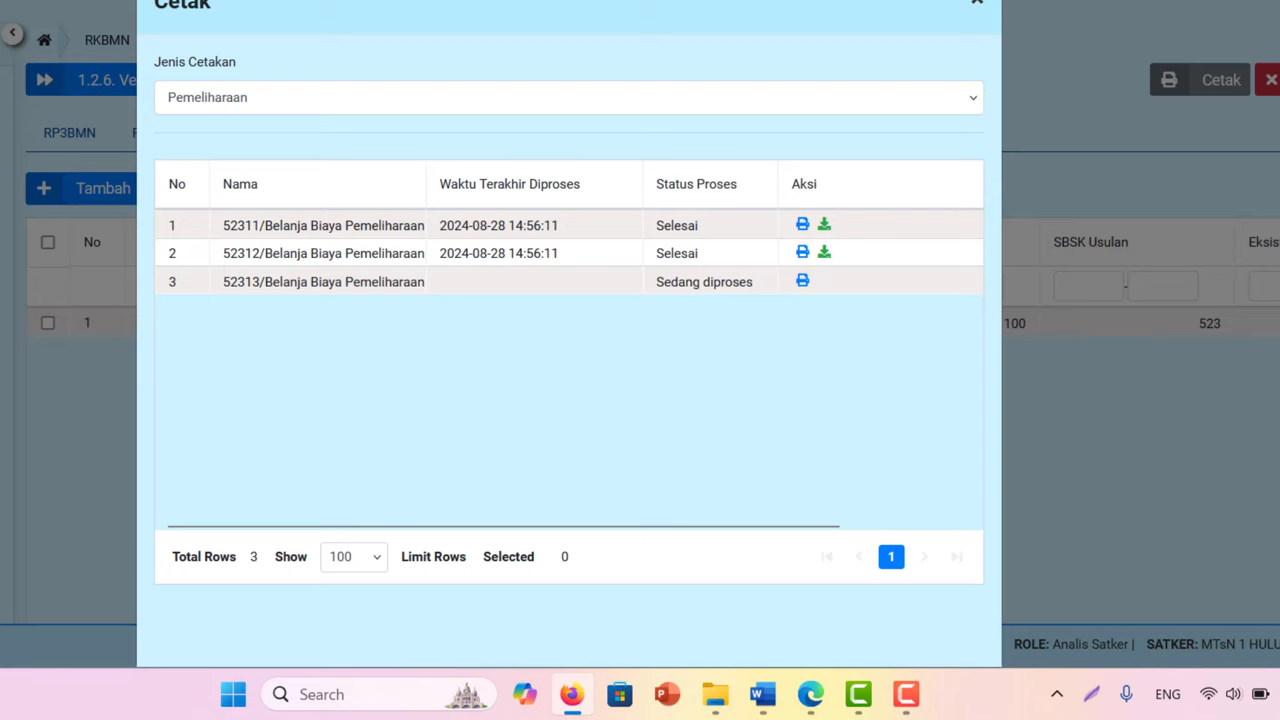 Cetak
RKBMN
1.2.6. Ve
Cetak
Jenis Cetakan
Pemeliharaan
RP3BMN
Tambah
No
Nama
Waktu Terakhir Diproses
Status Proses
Aksi
1
52311/Belanja Biaya Pemeliharaan
2024-08-28 14:56:11
Selesai
2
52312/Belanja Biaya Pemeliharaan
2024-08-28 14:56:11
Selesai
3
52313/Belanja Biaya Pemeliharaan
Sedang diproses
No
SBSK Usulan
Eksis
-
1
100
523
Total Rows 3 Show 100 Limit Rows Selected 0
1
ROLE: Analis Satker | SATKER: MTsN 1 HULU
Search
ENG